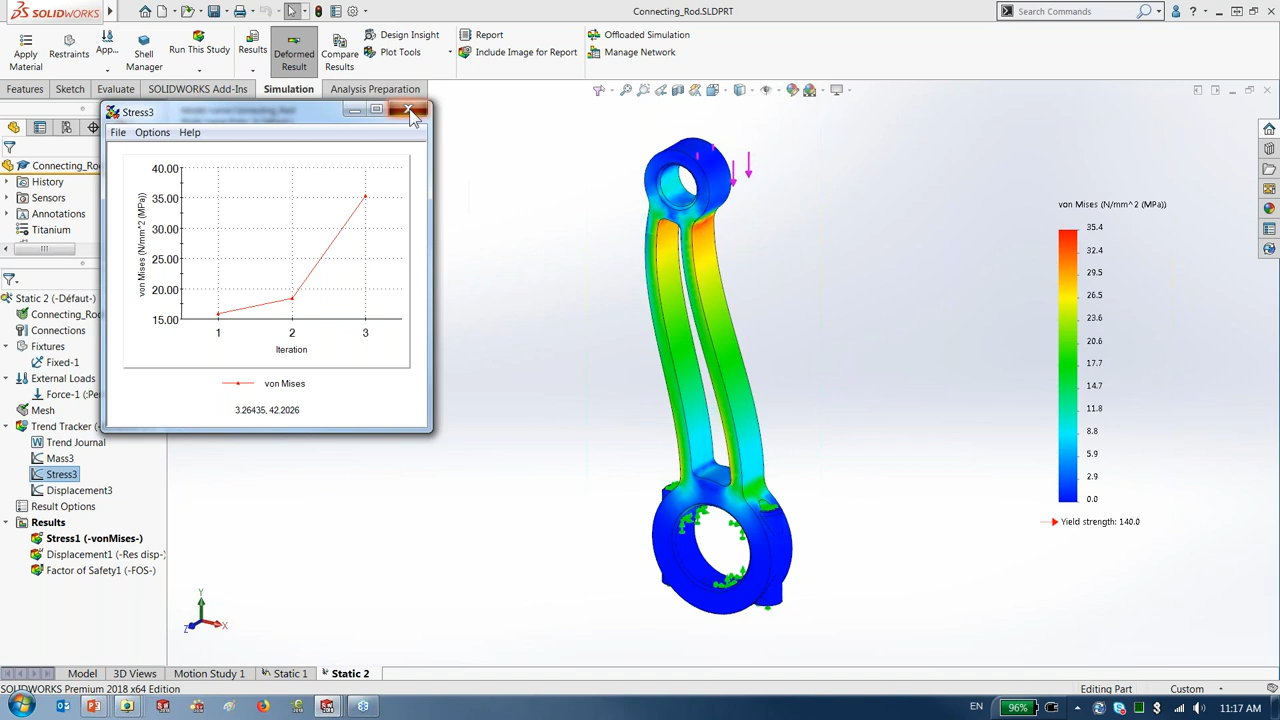 SOLIDWORKS
Connecting_Rod.SLDPRT
Search Commands
Apply Material
Restraints
App...
Shell Manager
Run This Study
Results
Deformed Result
Compare Results
Design Insight
Plot Tools
Report
Include Image for Report
Offloaded Simulation
Manage Network
Features
Sketch
Evaluate
SOLIDWORKS Add-Ins
Simulation
Analysis Preparation
Stress3
File Options Help
40.00
35.00
30.00
25.00
20.00
15.00
von Mises (N/mm^2 (MPa))
1 2 3
Iteration
von Mises
3.26435, 42.2026
Connecting_Ro
History
Sensors
Annotations
Titanium
Static 2 (-Défaut-)
Connecting_Ro
Connections
Fixtures
Fixed-1
External Loads
Force-1 (:Pe
Mesh
Trend Tracker (-
Trend Journal
Mass3
Stress3
Displacement3
Result Options
Results
Stress1 (-vonMises-)
Displacement1 (-Res disp-)
Factor of Safety1 (-FOS-)
von Mises (N/mm^2 (MPa))
35.4
32.4
29.5
26.5
23.6
20.6
17.7
14.7
11.8
8.8
5.9
2.9
0.0
Yield strength: 140.0
Y
Z
X
Model
3D Views
Motion Study 1
Static 1
Static 2
SOLIDWORKS Premium 2018 x64 Edition
Editing Part
Custom
EN
96%
11:17 AM